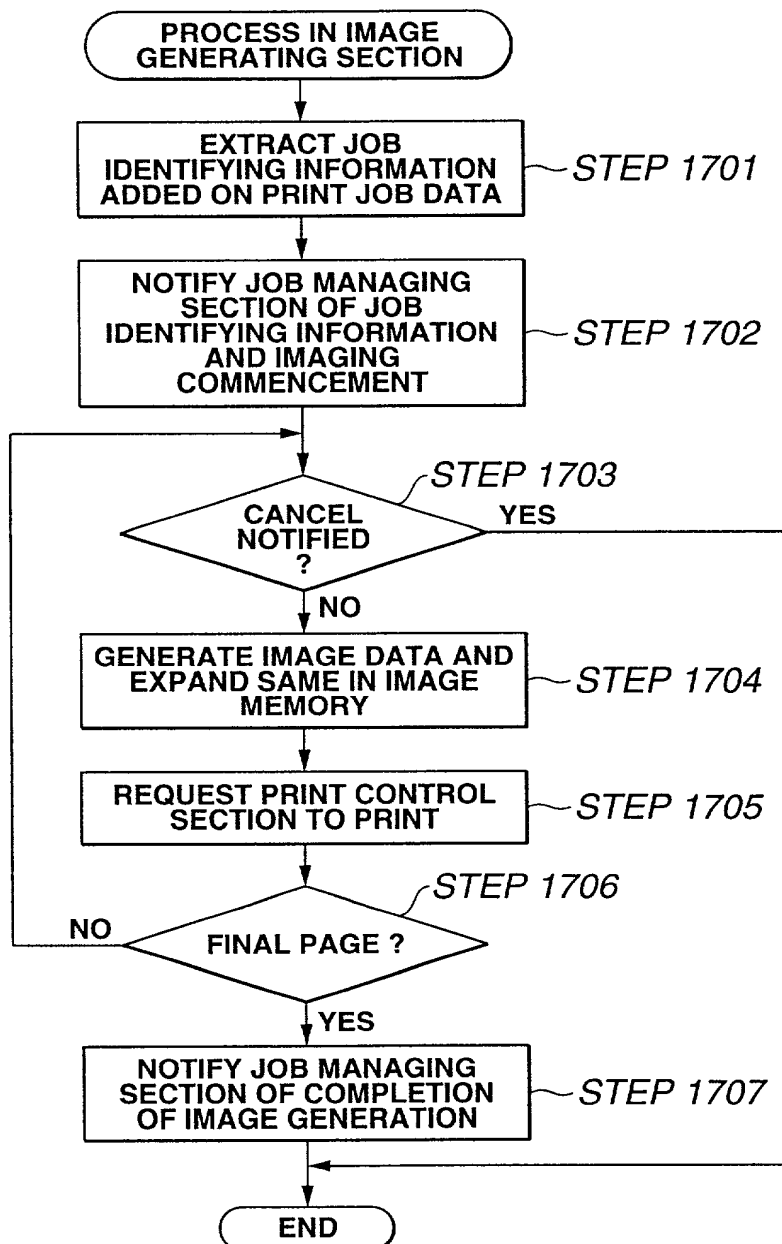 PROCESS IN IMAGE
GENERATING SECTION
EXTRACT JOB
IDENTIFYING INFORMATION
ADDED ON PRINT JOB DATA
STEP 1701
NOTIFY JOB MANAGING
SECTION OF JOB
IDENTIFYING INFORMATION
AND IMAGING
COMMENCEMENT
STEP 1702
STEP 1703
CANCEL
NOTIFIED
?
YES
NO
GENERATE IMAGE DATA AND
EXPAND SAME IN IMAGE
MEMORY
STEP 1704
REQUEST PRINT CONTROL
SECTION TO PRINT
STEP 1705
STEP 1706
NO
FINAL PAGE ?
YES
NOTIFY JOB MANAGING
SECTION OF COMPLETION
OF IMAGE GENERATION
STEP 1707
END